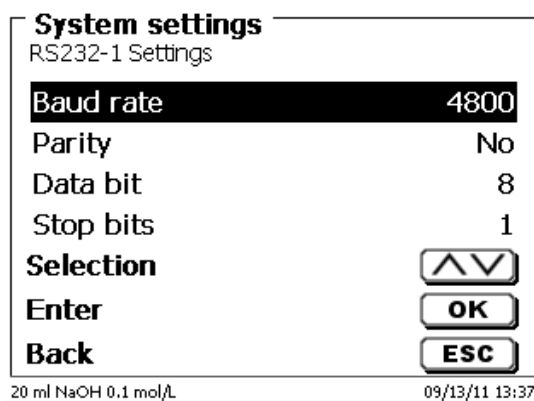 System settings
RS232-1 Settings
Baud rate 4800
Parity No
Data bit 8
Stop bits 1
Selection
Enter OK
Back ESC
20 ml NaOH 0.1 mol/L 09/13/11 13:37